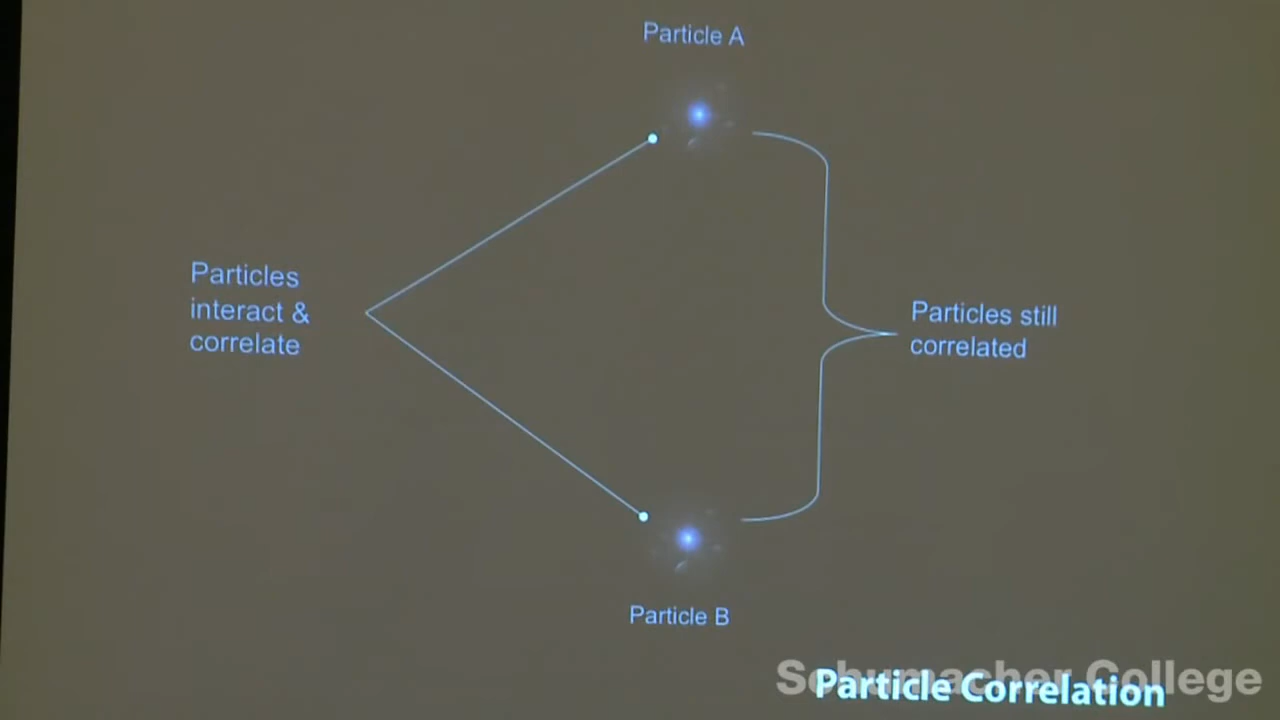 Particle A
Particles
interact &
correlate
Particles still
correlated
Particle B
Schumacher College
Particle Correlation